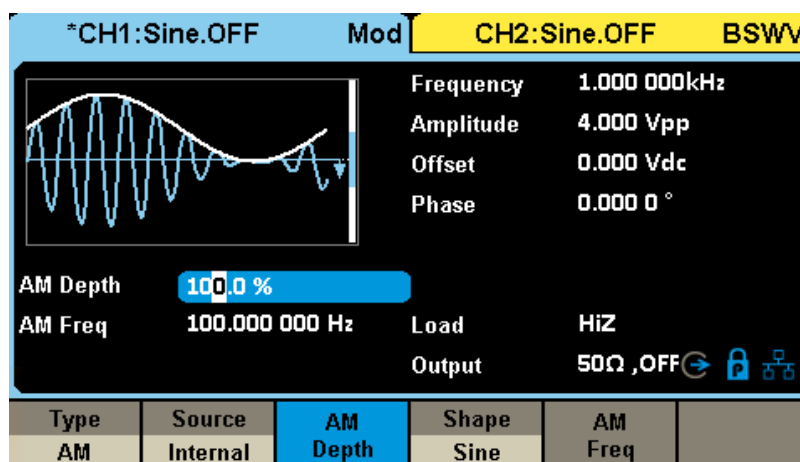 *CH1:Sine.OFF Mod CH2:Sine.OFF BSWV
Frequency 1.000 000kHz
Amplitude 4.000 Vpp
Offset 0.000 Vdc
Phase 0.000 0 °
AM Depth 100.0 %
AM Freq 100.000 000 Hz Load HiZ
Output 50Ω ,OFF P
Type Source AM Shape AM
AM Internal Depth Sine Freq